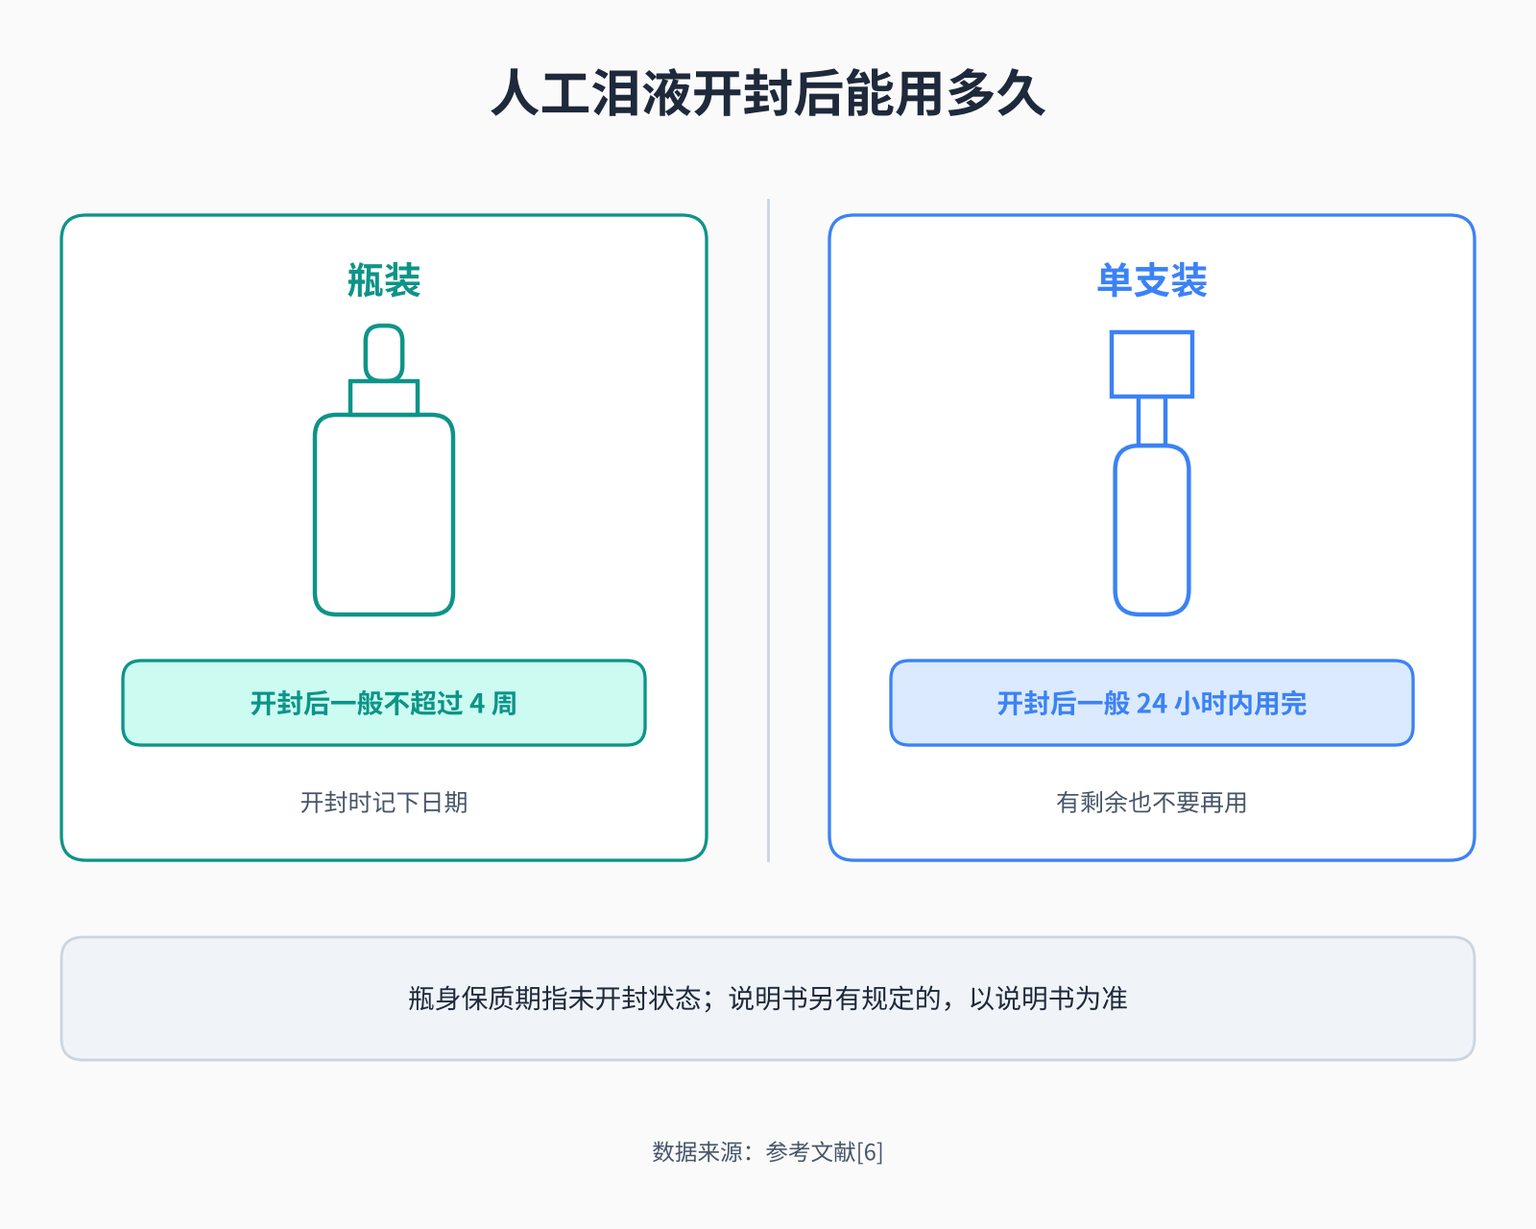 人工泪液开封后能用多久
瓶装
开封后一般不超过 4 周
开封时记下日期
单支装
开封后一般 24 小时内用完
有剩余也不要再用
瓶身保质期指未开封状态；说明书另有规定的，以说明书为准
数据来源：参考文献[6]